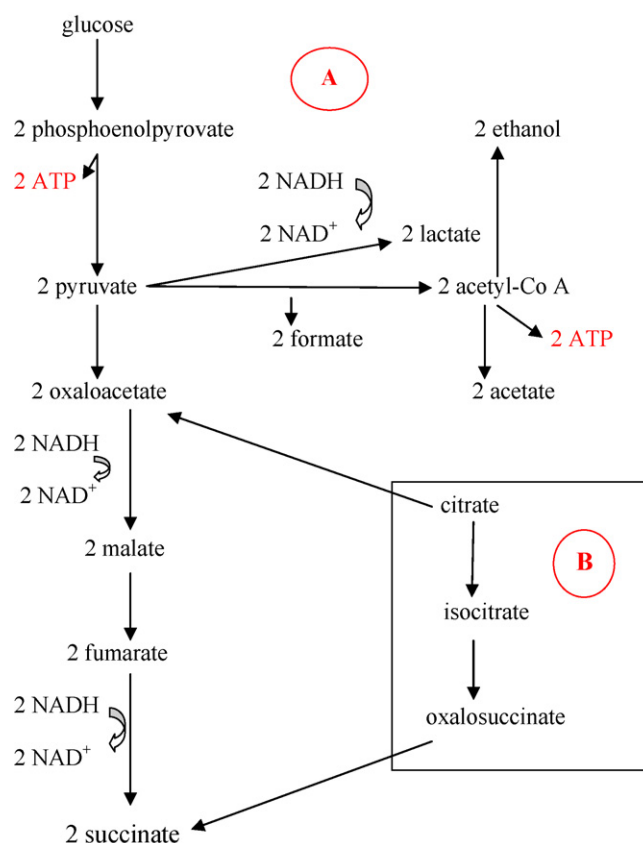 glucose
A
2 phosphoenolpyrovate
2 ethanol
2 ATP
2 NADH
2 NAD⁺
2 lactate
2 pyruvate
2 acetyl-Co A
2 formate
2 ATP
2 oxaloacetate
2 acetate
2 NADH
2 NAD⁺
citrate
2 malate
B
isocitrate
2 fumarate
2 NADH
oxalosuccinate
2 NAD⁺
2 succinate